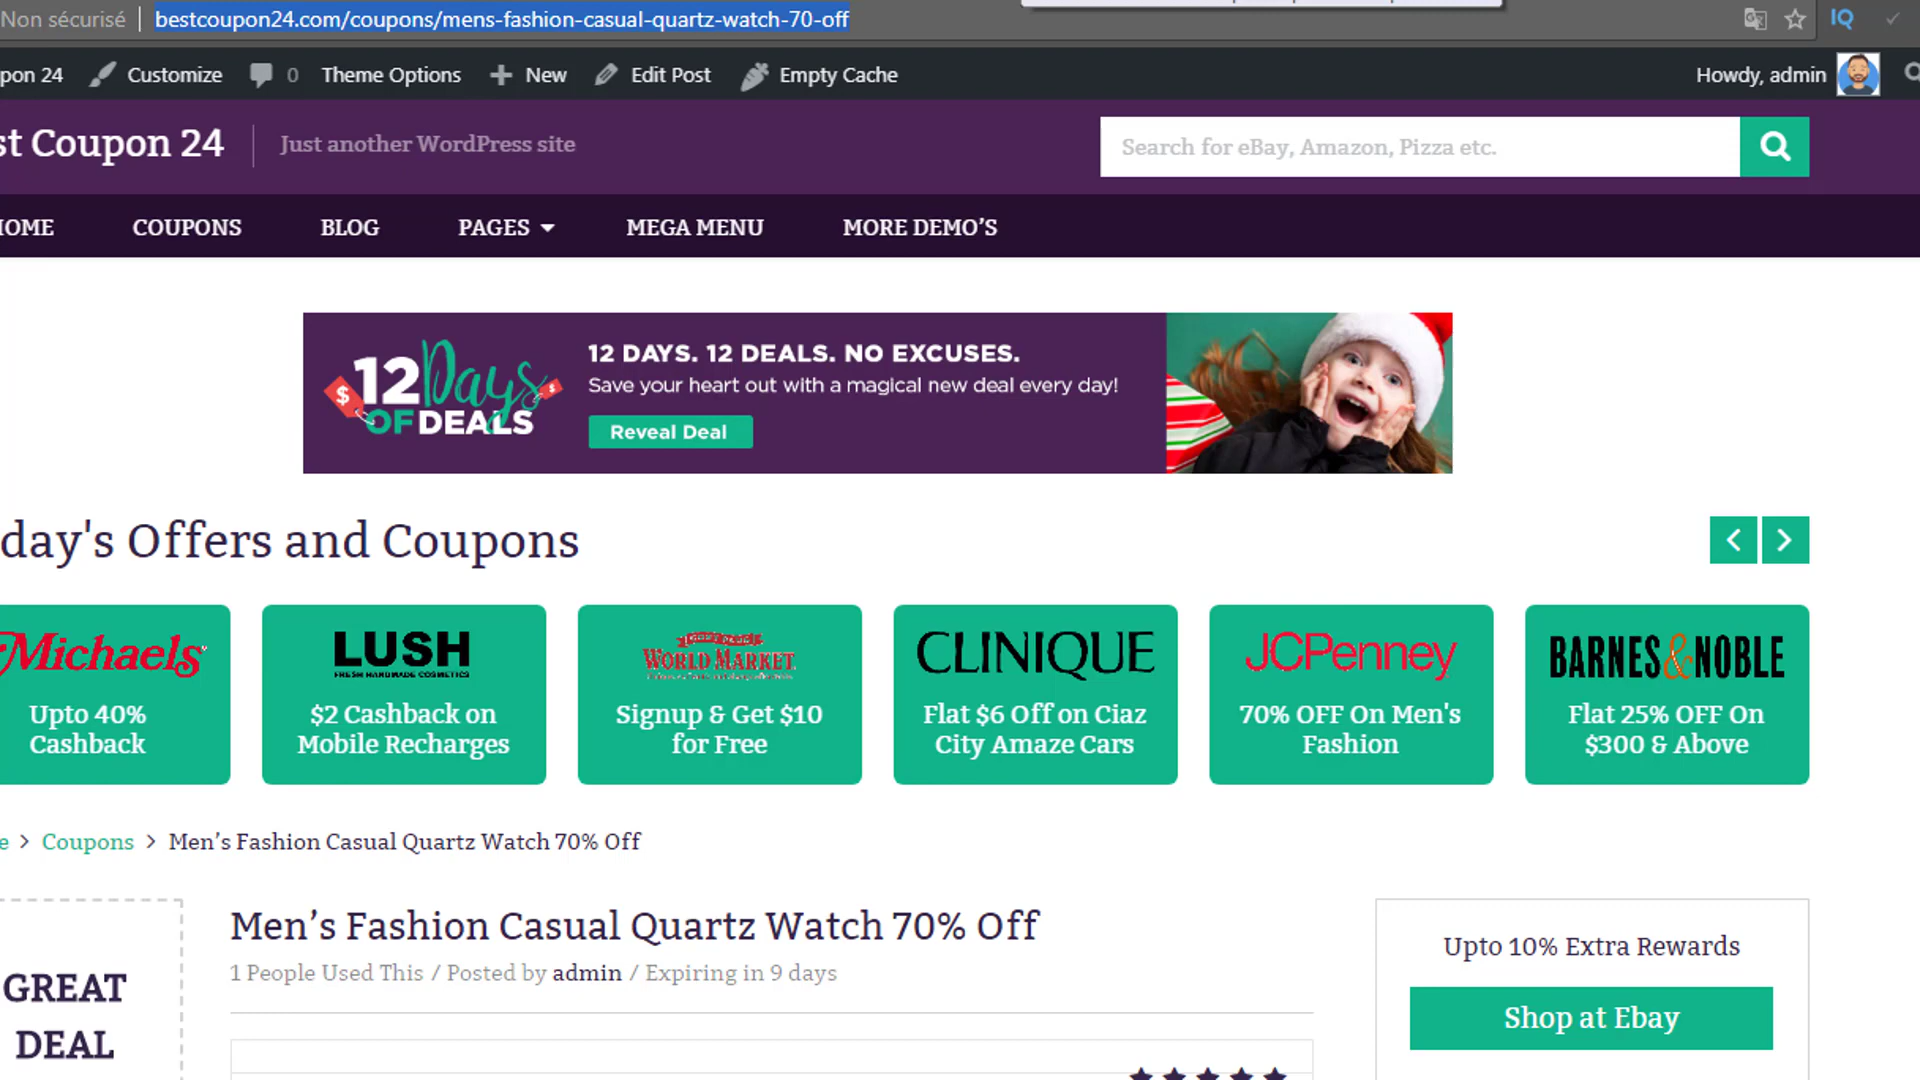 Non sécurisé bestcoupon24.com/coupons/mens-fashion-casual-quartz-watch-70-off
IQ
pon 24 Customize 0 Theme Options New Edit Post Empty Cache Howdy, admin
st Coupon 24 Just another WordPress site Search for eBay, Amazon, Pizza etc.
HOME COUPONS BLOG PAGES MEGA MENU MORE DEMO’S
12 Days
OF DEALS
12 DAYS. 12 DEALS. NO EXCUSES.
Save your heart out with a magical new deal every day!
Reveal Deal
day's Offers and Coupons
Michaels
Upto 40%
Cashback
LUSH
FRESH HANDMADE COSMETICS
$2 Cashback on
Mobile Recharges
WORLD MARKET
Signup & Get $10
for Free
CLINIQUE
Flat $6 Off on Ciaz
City Amaze Cars
JCPenney
70% OFF On Men's
Fashion
BARNES&NOBLE
Flat 25% OFF On
$300 & Above
e > Coupons > Men’s Fashion Casual Quartz Watch 70% Off
GREAT
DEAL
Men’s Fashion Casual Quartz Watch 70% Off
1 People Used This / Posted by admin / Expiring in 9 days
Upto 10% Extra Rewards
Shop at Ebay